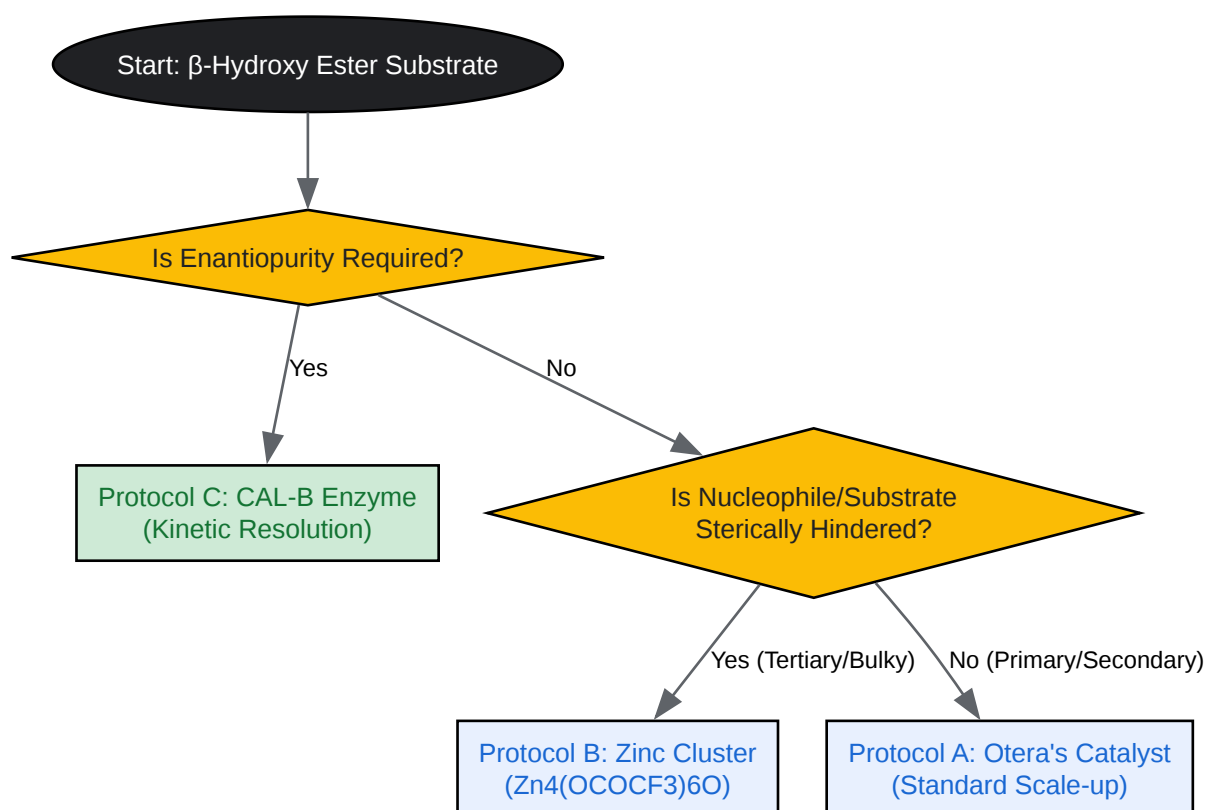 Start: β-Hydroxy Ester Substrate
Is Enantiopurity Required?
Yes
No
Protocol C: CAL-B Enzyme
(Kinetic Resolution)
Is Nucleophile/Substrate
Sterically Hindered?
Yes (Tertiary/Bulky)
No (Primary/Secondary)
Protocol B: Zinc Cluster
(Zn4(OCOCF3)6O)
Protocol A: Otera's Catalyst
(Standard Scale-up)